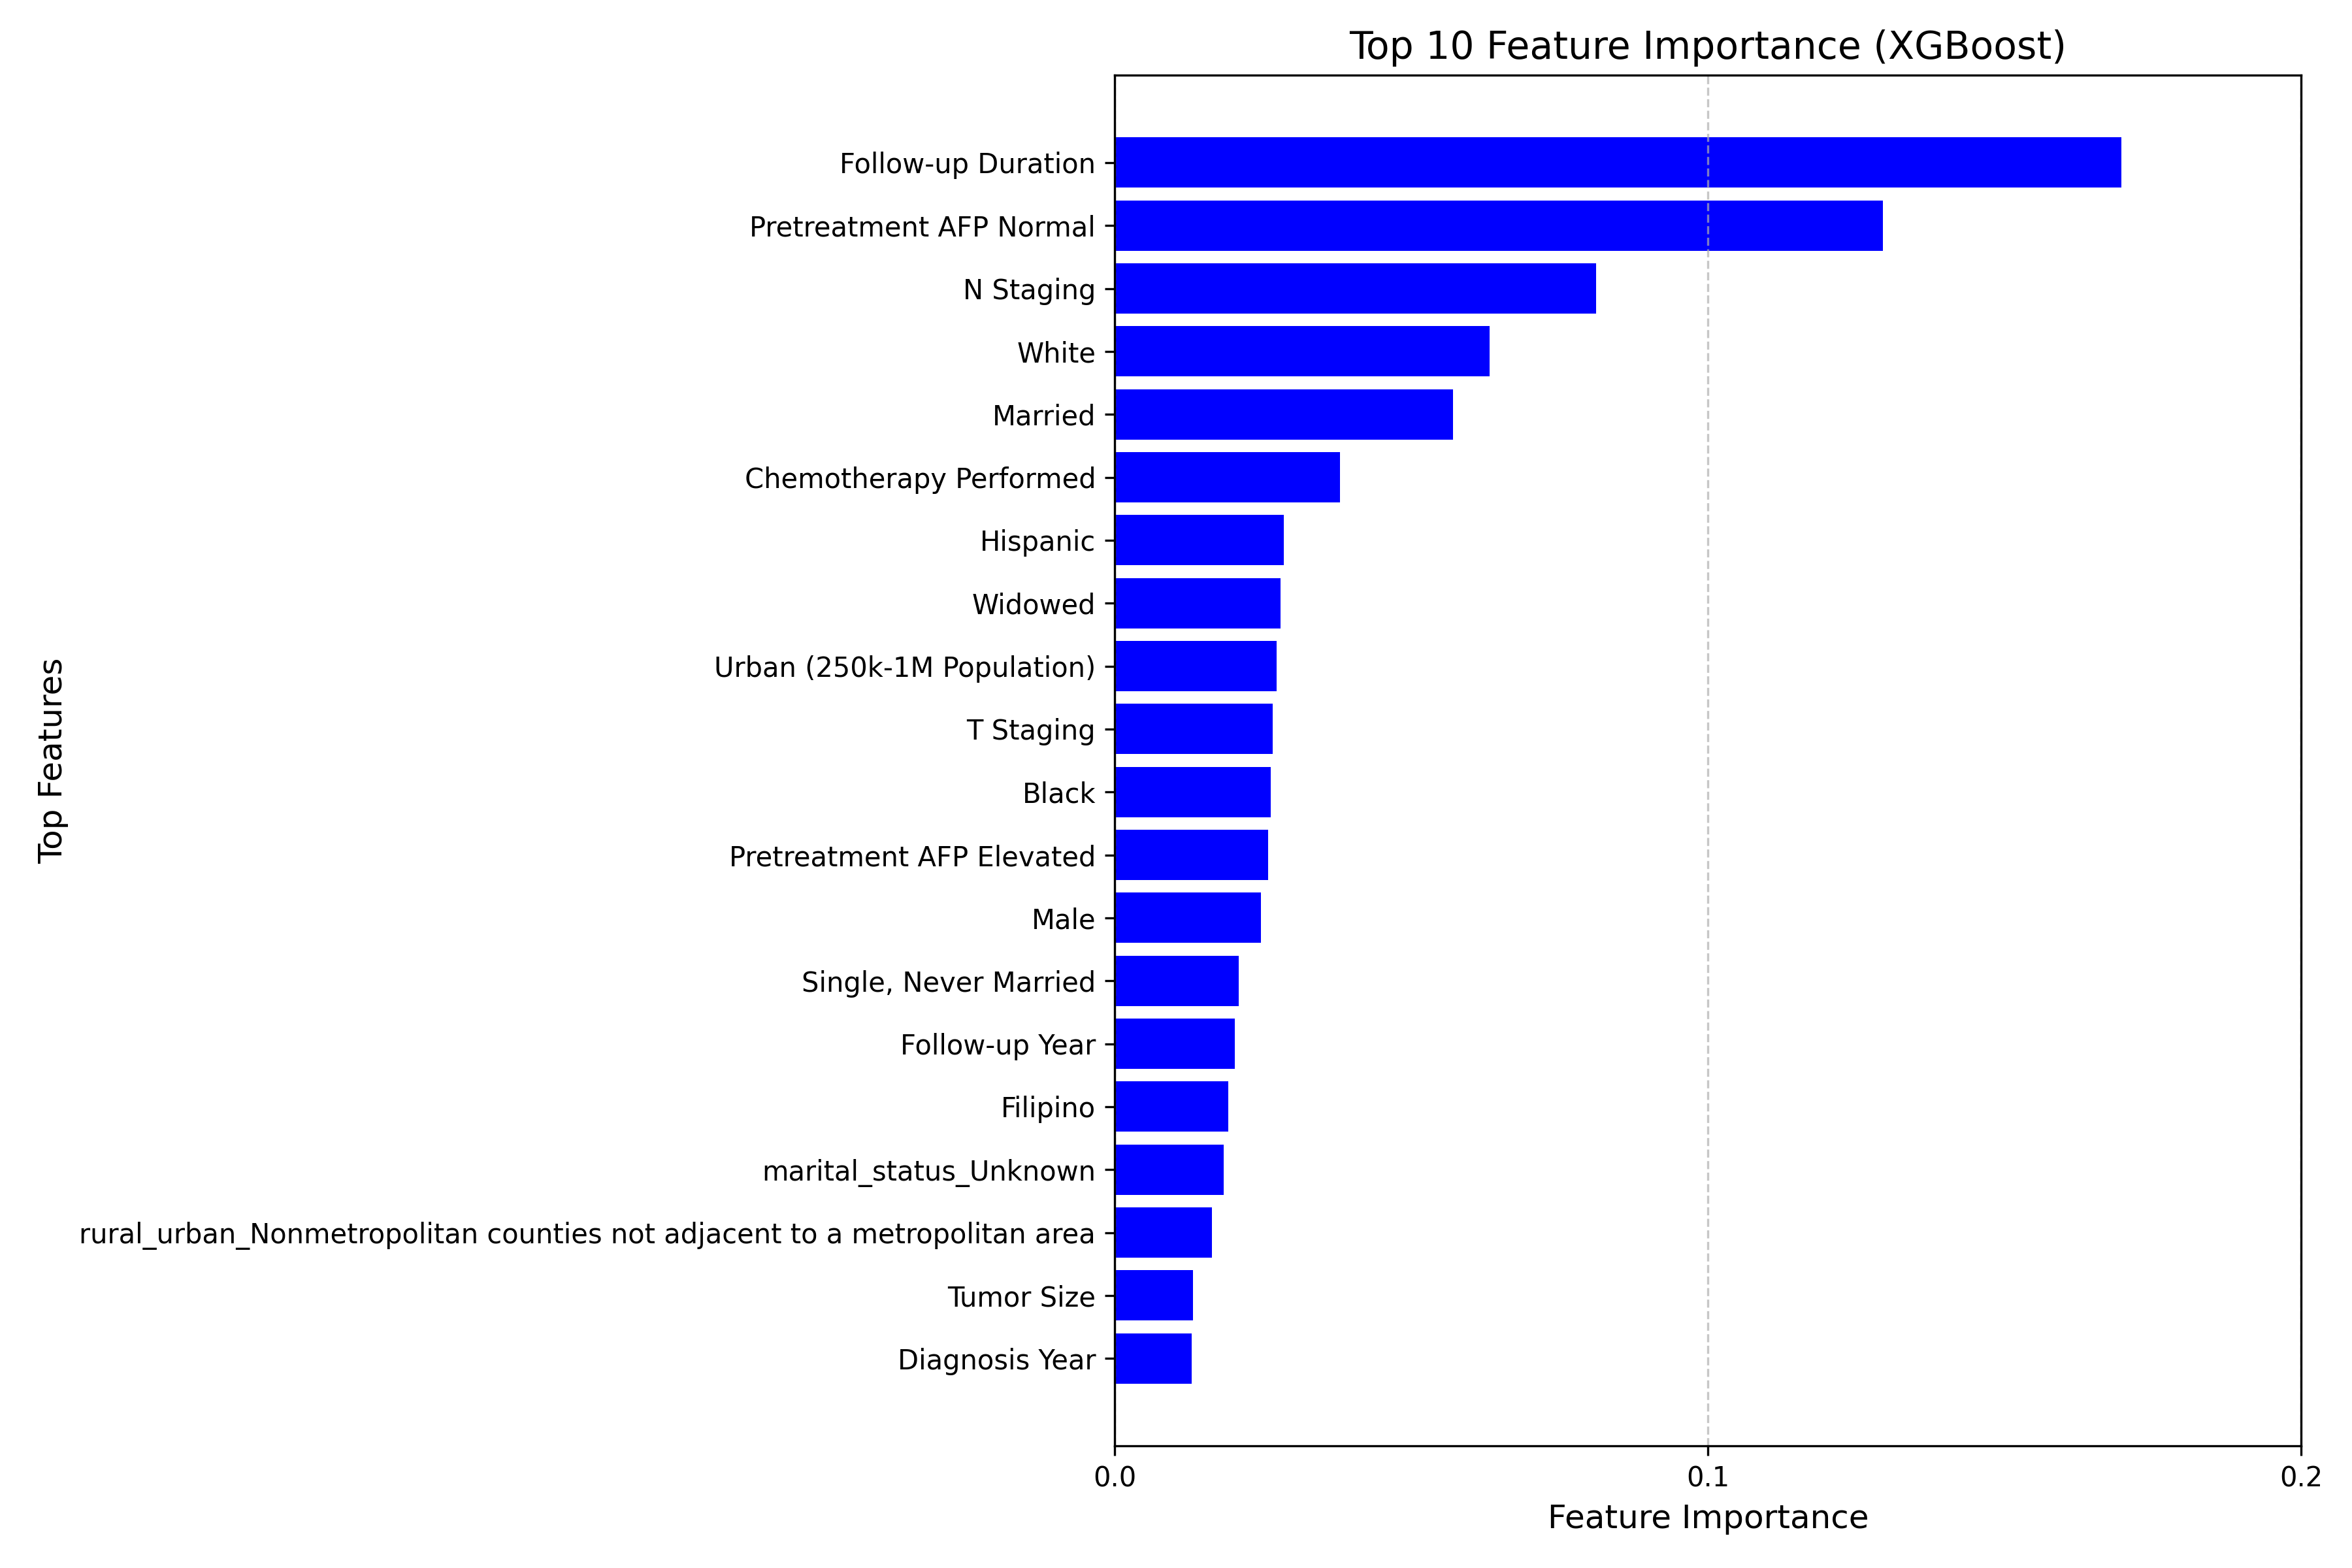 Top 10 Feature Importance (XGBoost)
Top Features
Follow-up Duration
Pretreatment AFP Normal
N Staging
White
Married
Chemotherapy Performed
Hispanic
Widowed
Urban (250k-1M Population)
T Staging
Black
Pretreatment AFP Elevated
Male
Single, Never Married
Follow-up Year
Filipino
marital_status_Unknown
rural_urban_Nonmetropolitan counties not adjacent to a metropolitan area
Tumor Size
Diagnosis Year
0.0 0.1 0.2
Feature Importance